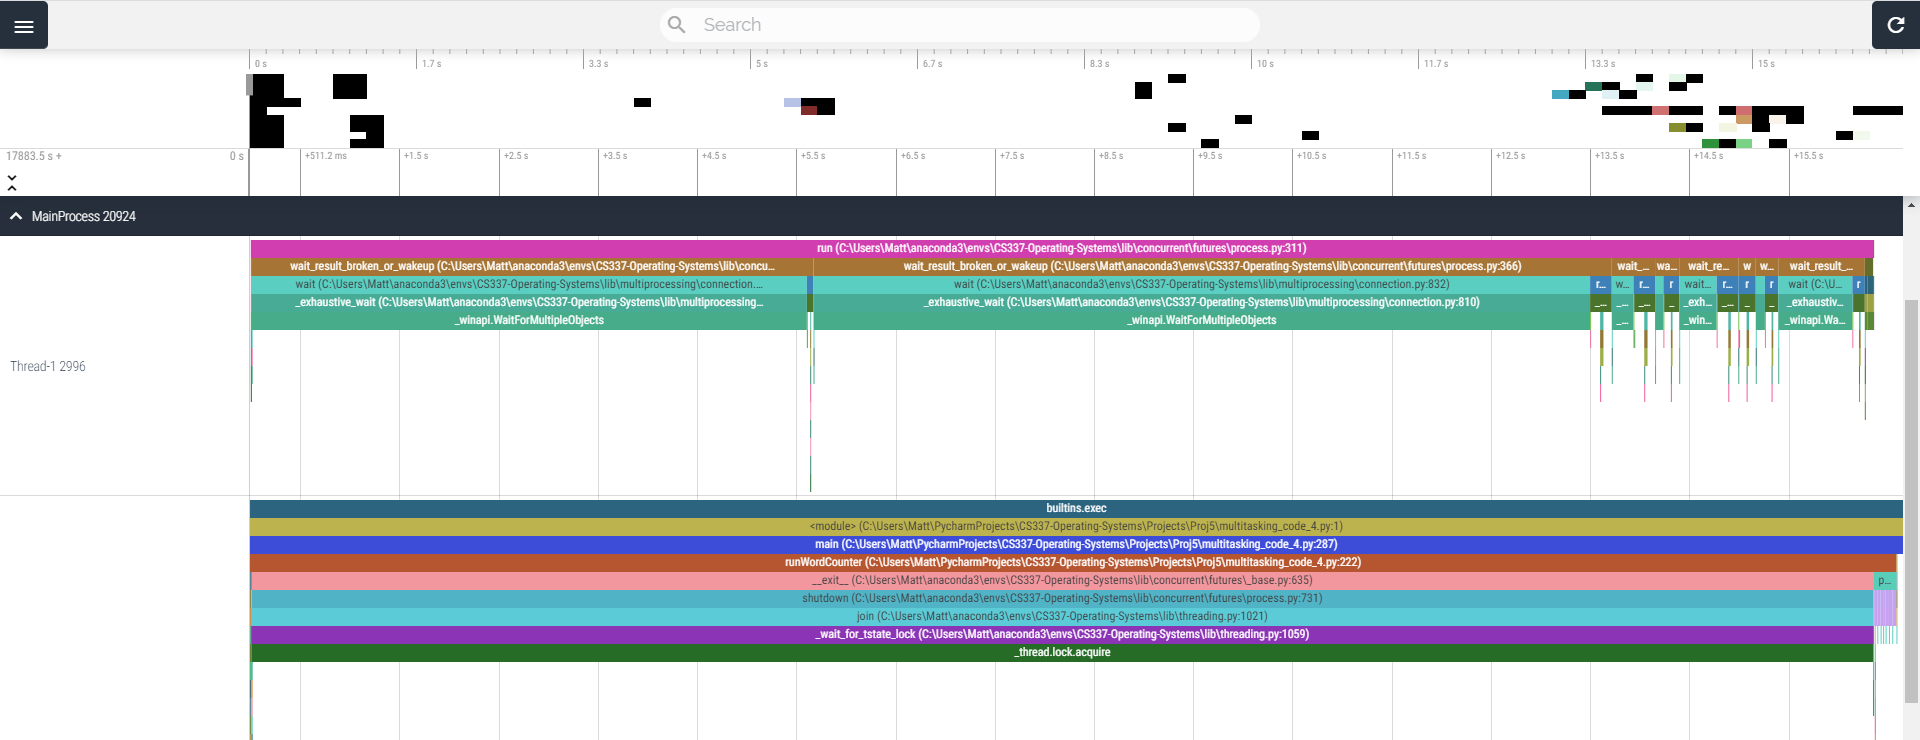 Search
0 s 1.7 s 3.3 s 5 s 6.7 s 8.3 s 10 s 11.7 s 13.3 s 15 s
17883.5 s + 0 s +511.2 ms +1.5 s +2.5 s +3.5 s +4.5 s +5.5 s +6.5 s +7.5 s +8.5 s +9.5 s +10.5 s +11.5 s +12.5 s +13.5 s +14.5 s +15.5 s
MainProcess 20924
run (C:\Users\Matt\anaconda3\envs\CS337-Operating-Systems\lib\concurrent\futures\process.py:311)
wait_result_broken_or_wakeup (C:\Users\Matt\anaconda3\envs\CS337-Operating-Systems\lib\concu... wait_result_broken_or_wakeup (C:\Users\Matt\anaconda3\envs\CS337-Operating-Systems\lib\concurrent\futures\process.py:366) wait_... wa... wait_re... w w... wait_result_...
wait (C:\Users\Matt\anaconda3\envs\CS337-Operating-Systems\lib\multiprocessing\connection.... wait (C:\Users\Matt\anaconda3\envs\CS337-Operating-Systems\lib\multiprocessing\connection.py:832) r... w... r... r wait... r... r r wait (C:\U... r
_exhaustive_wait (C:\Users\Matt\anaconda3\envs\CS337-Operating-Systems\lib\multiprocessing... _exhaustive_wait (C:\Users\Matt\anaconda3\envs\CS337-Operating-Systems\lib\multiprocessing\connection.py:810) _... _... _... _ _exh... _... _ _ _exhaustiv...
_winapi.WaitForMultipleObjects _winapi.WaitForMultipleObjects _... _win... _winapi.Wa...
Thread-1 2996
builtins.exec
<module> (C:\Users\Matt\PycharmProjects\CS337-Operating-Systems\Projects\Proj5\multitasking_code_4.py:1)
main (C:\Users\Matt\PycharmProjects\CS337-Operating-Systems\Projects\Proj5\multitasking_code_4.py:287)
runWordCounter (C:\Users\Matt\PycharmProjects\CS337-Operating-Systems\Projects\Proj5\multitasking_code_4.py:222)
__exit__ (C:\Users\Matt\anaconda3\envs\CS337-Operating-Systems\lib\concurrent\futures\_base.py:635) p...
shutdown (C:\Users\Matt\anaconda3\envs\CS337-Operating-Systems\lib\concurrent\futures\process.py:731)
join (C:\Users\Matt\anaconda3\envs\CS337-Operating-Systems\lib\threading.py:1021)
_wait_for_tstate_lock (C:\Users\Matt\anaconda3\envs\CS337-Operating-Systems\lib\threading.py:1059)
_thread.lock.acquire